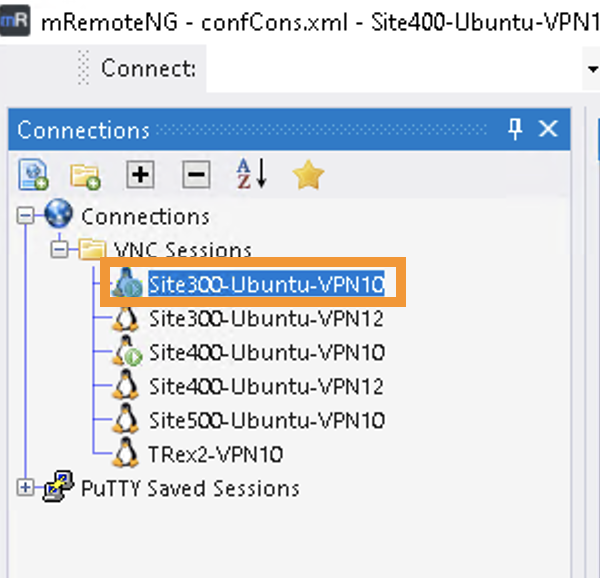 mR mRemoteNG - confCons.xml - Site400-Ubuntu-VPN1
Connect:
Connections
A Z
Connections
VNC Sessions
Site300-Ubuntu-VPN10
Site300-Ubuntu-VPN12
Site400-Ubuntu-VPN10
Site400-Ubuntu-VPN12
Site500-Ubuntu-VPN10
TRex2-VPN10
PuTTY Saved Sessions